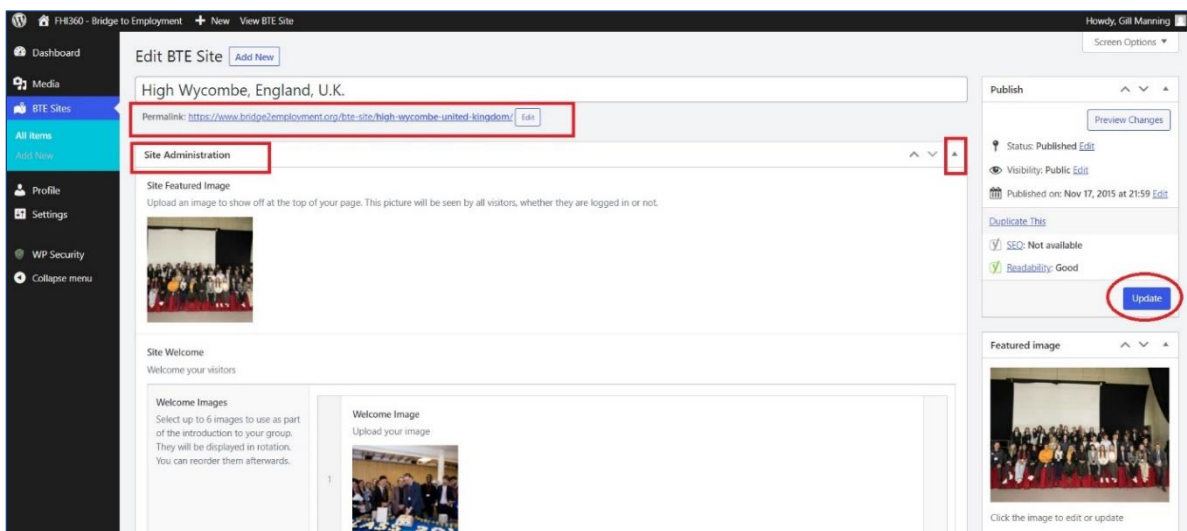 FHI360 - Bridge to Employment + New View BTE Site
Howdy, Gill Manning
Screen Options
Dashboard
Media
BTE Sites
All Items
Add New
Profile
Settings
WP Security
Collapse menu
Edit BTE Site Add New
High Wycombe, England, U.K.
Permalink: https://www.bridge2employment.org/bte-site/high-wycombe-united-kingdom/ Edit
Site Administration
Site Featured Image
Upload an image to show off at the top of your page. This picture will be seen by all visitors, whether they are logged in or not.
Site Welcome
Welcome your visitors
Welcome Images
Select up to 6 images to use as part
of the introduction to your group.
They will be displayed in rotation.
You can reorder them afterwards.
1
Welcome Image
Upload your image
Publish
Preview Changes
Status: Published Edit
Visibility: Public Edit
Published on: Nov 17, 2015 at 21:59 Edit
Duplicate This
SEO: Not available
Readability: Good
Update
Featured image
Click the image to edit or update